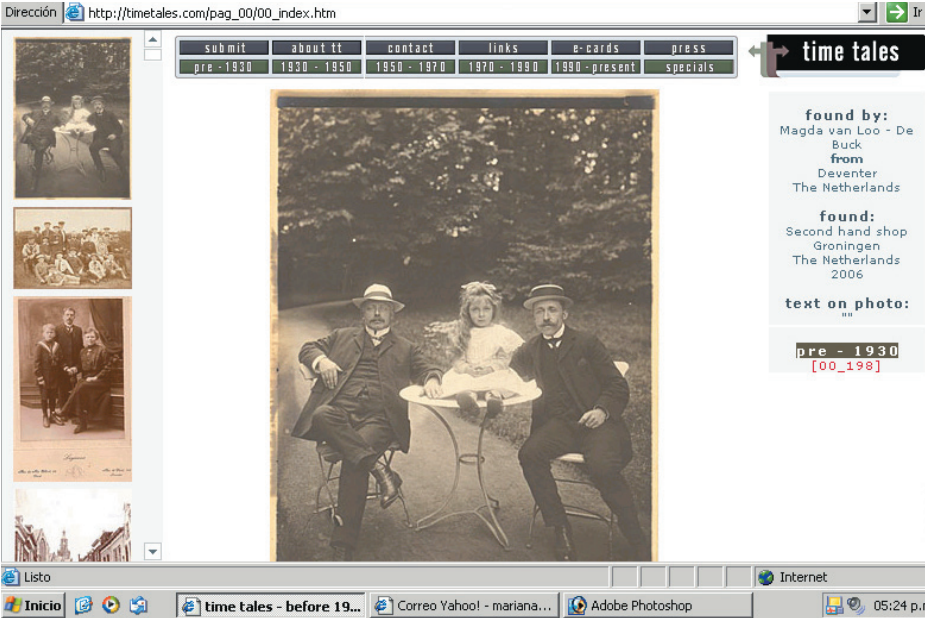 Dirección http://timetales.com/pag_00/00_index.htm Ir
submit about tt contact links e-cards press
pre - 1930 1930 - 1950 1950 - 1970 1970 - 1990 1990 - present specials
time tales
found by:
Magda van Loo - De
Buck
from
Deventer
The Netherlands
found:
Second hand shop
Groningen
The Netherlands
2006
text on photo:
""
pre - 1930
[00_198]
Listo Internet
Inicio time tales - before 19... Correo Yahoo! - mariana... Adobe Photoshop 05:24 p.m